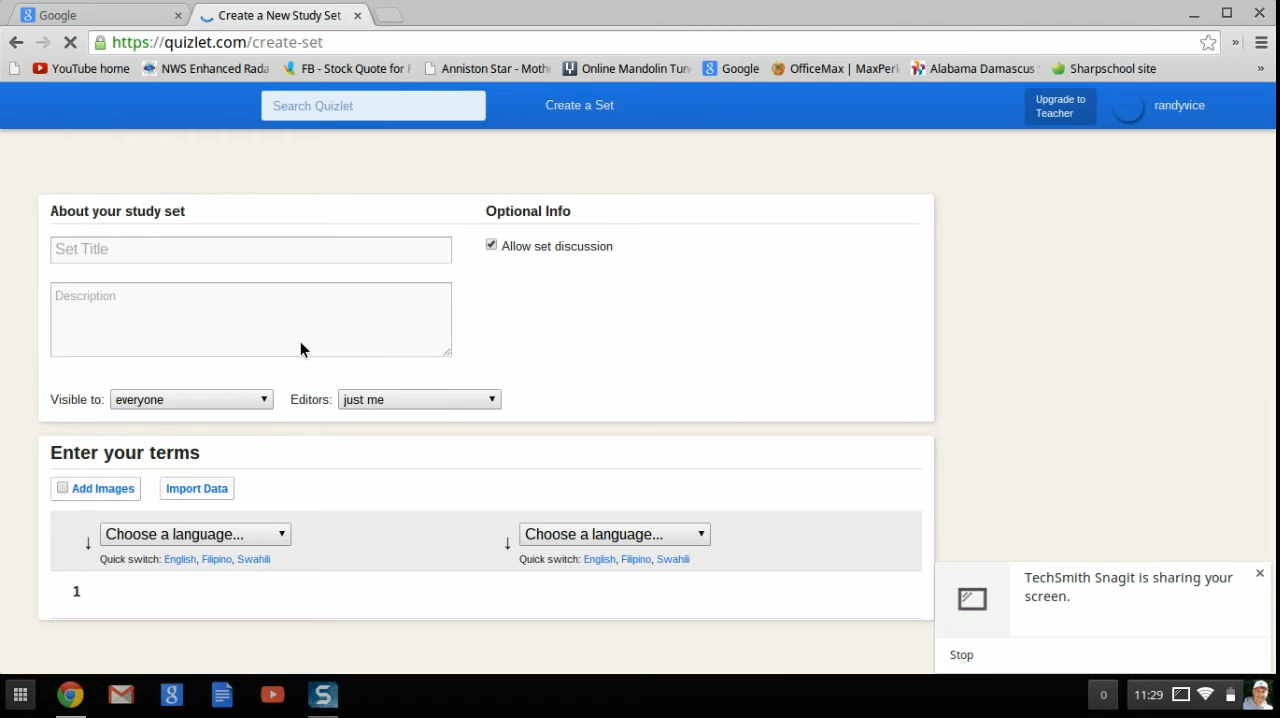 Google
Create a New Study Set
https://quizlet.com/create-set
YouTube home
NWS Enhanced Rada
FB - Stock Quote for F
Anniston Star - Moth
Online Mandolin Tun
Google
OfficeMax | MaxPerk
Alabama Damascus
Sharpschool site
Search Quizlet
Create a Set
Upgrade to
Teacher
randyvice
About your study set
Optional Info
Set Title
Allow set discussion
Description
Visible to: everyone
Editors: just me
Enter your terms
Add Images
Import Data
Choose a language...
Choose a language...
Quick switch: English, Filipino, Swahili
Quick switch: English, Filipino, Swahili
1
TechSmith Snagit is sharing your
screen.
Stop
0
11:29